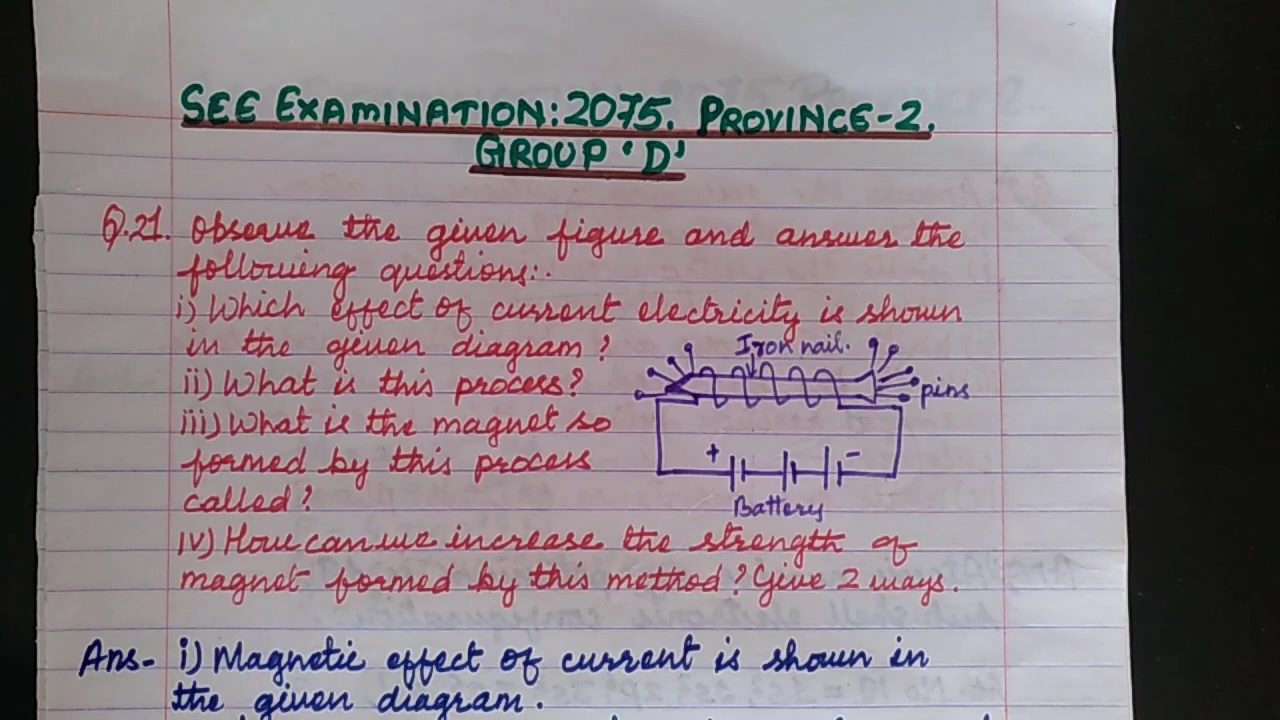 SEE EXAMINATION:2075. PROVINCE-2.
GROUP 'D'
Q.21. Observe the given figure and answer the
following questions:-
i) Which effect of current electricity is shown
in the given diagram?
Iron nail.
ii) What is this process?
pins
iii) What is the magnet so
formed by this process
+ -
called?
Battery
iv) How can we increase the strength of
magnet formed by this method? Give 2 ways.
Ans- i) Magnetic effect of current is shown in
the given diagram.